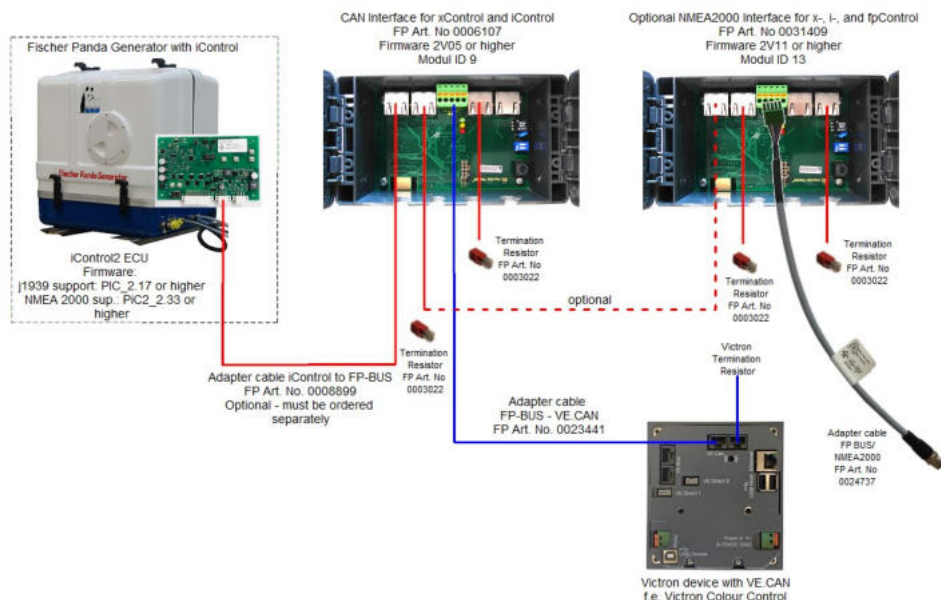 CAN Interface for xControl and iControl
FP Art. No 0006107
Firmware 2V05 or higher
Modul ID 9
Optional NMEA2000 Interface for x-, i-, and fpControl
FP Art. No 0031409
Firmware 2V11 or higher
Modul ID 13
Fischer Panda Generator with iControl
Fischer Panda Generator
iControl2 ECU
Firmware:
j1939 support: PIC_2.17 or higher
NMEA 2000 sup.: PIC2_2.33 or
higher
Termination
Resistor
FP Art. No
0003022
Termination
Resistor
FP Art. No
0003022
Termination
Resistor
FP Art. No
0003022
optional
Termination
Resistor
FP Art. No
0003022
Adapter cable iControl to FP-BUS
FP Art. No. 0008899
Optional - must be ordered
separately
Victron
Termination
Resistor
Adapter cable
FP-BUS - VE.CAN
FP Art. No. 0023441
Adapter cable
FP BUS/
NMEA2000
FP Art. No
0024737
Victron device with VE.CAN
f.e. Victron Colour Control